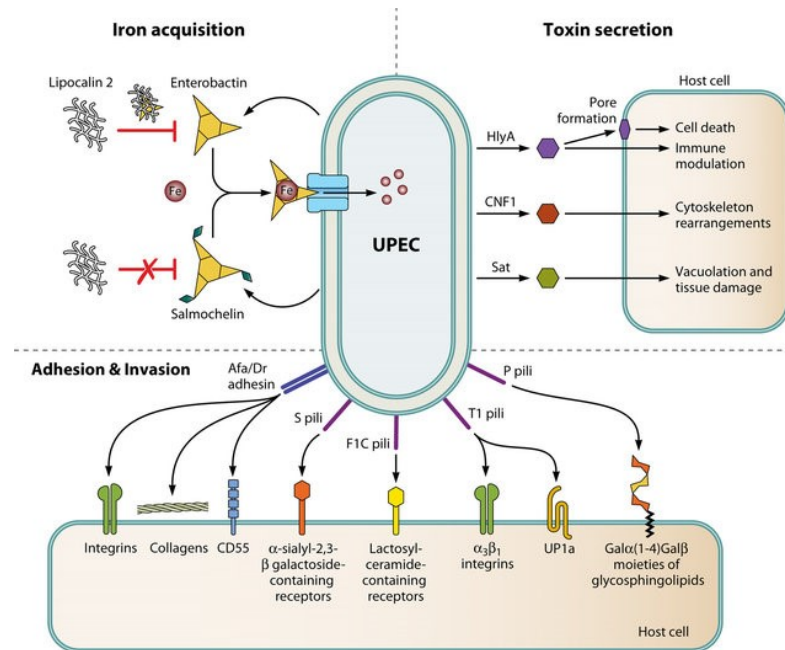 Iron acquisition
Toxin secretion
Lipocalin 2
Enterobactin
Fe
Fe
Salmochelin
UPEC
Host cell
Pore
formation
HlyA
Cell death
Immune
modulation
CNF1
Cytoskeleton
rearrangements
Sat
Vacuolation and
tissue damage
Adhesion & Invasion
Afa/Dr
adhesin
S pili
F1C pili
T1 pili
P pili
Integrins
Collagens
CD55
α-sialyl-2,3-
β galactoside-
containing
receptors
Lactosyl-
ceramide-
containing
receptors
α₃β₁
integrins
UP1a
Galα(1-4)Galβ
moieties of
glycosphingolipids
Host cell